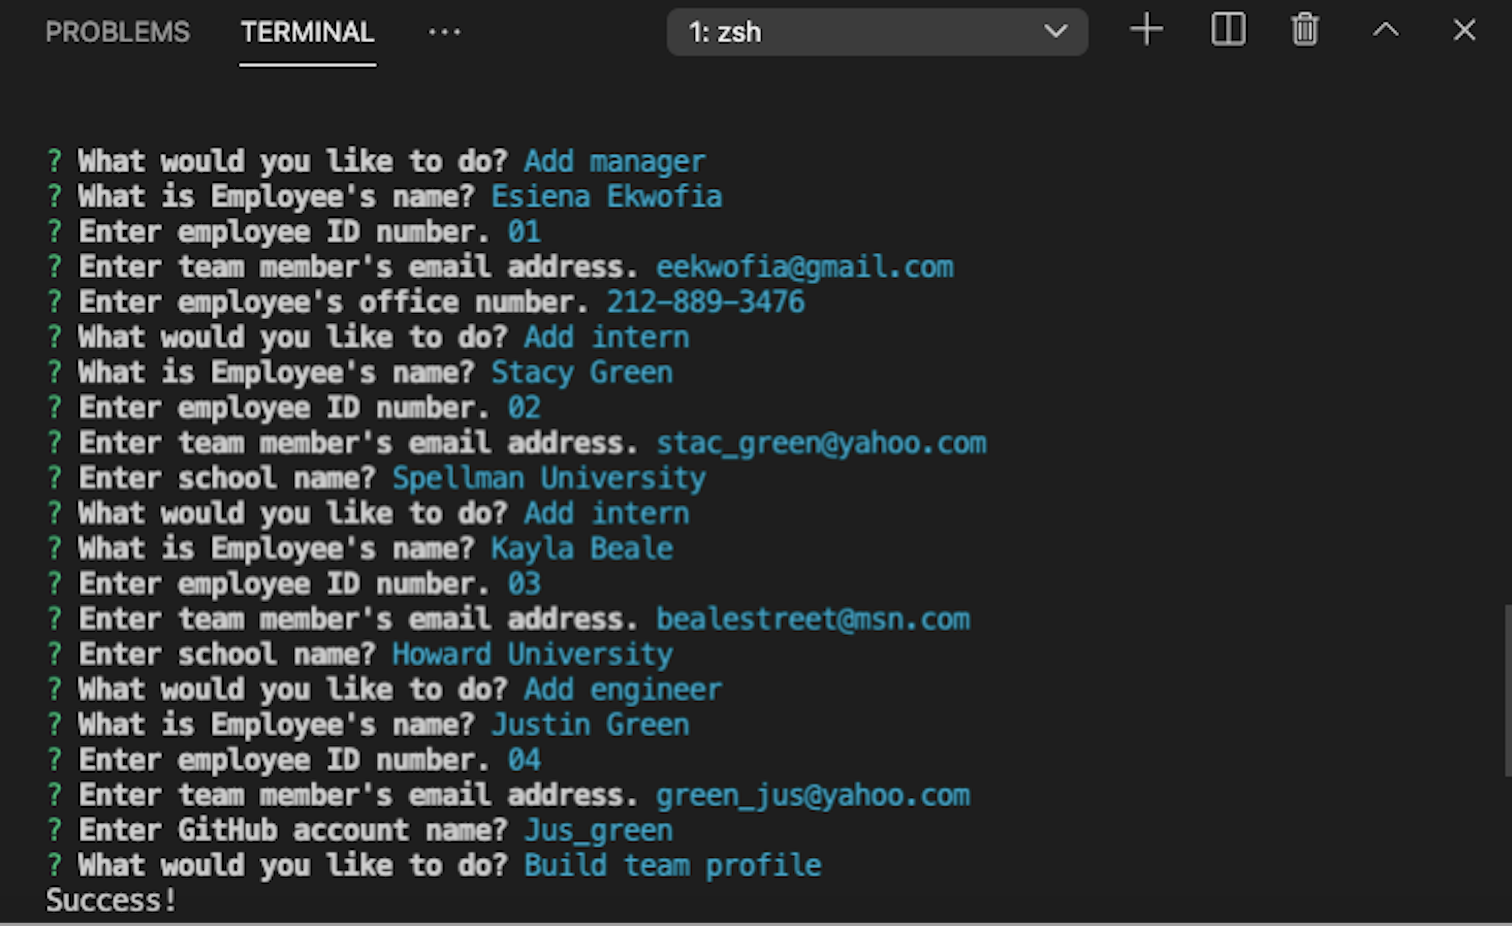 PROBLEMS TERMINAL ··· 1: zsh
? What would you like to do? Add manager
? What is Employee's name? Esiena Ekwofia
? Enter employee ID number. 01
? Enter team member's email address. eekwofia@gmail.com
? Enter employee's office number. 212-889-3476
? What would you like to do? Add intern
? What is Employee's name? Stacy Green
? Enter employee ID number. 02
? Enter team member's email address. stac_green@yahoo.com
? Enter school name? Spellman University
? What would you like to do? Add intern
? What is Employee's name? Kayla Beale
? Enter employee ID number. 03
? Enter team member's email address. bealestreet@msn.com
? Enter school name? Howard University
? What would you like to do? Add engineer
? What is Employee's name? Justin Green
? Enter employee ID number. 04
? Enter team member's email address. green_jus@yahoo.com
? Enter GitHub account name? Jus_green
? What would you like to do? Build team profile
Success!